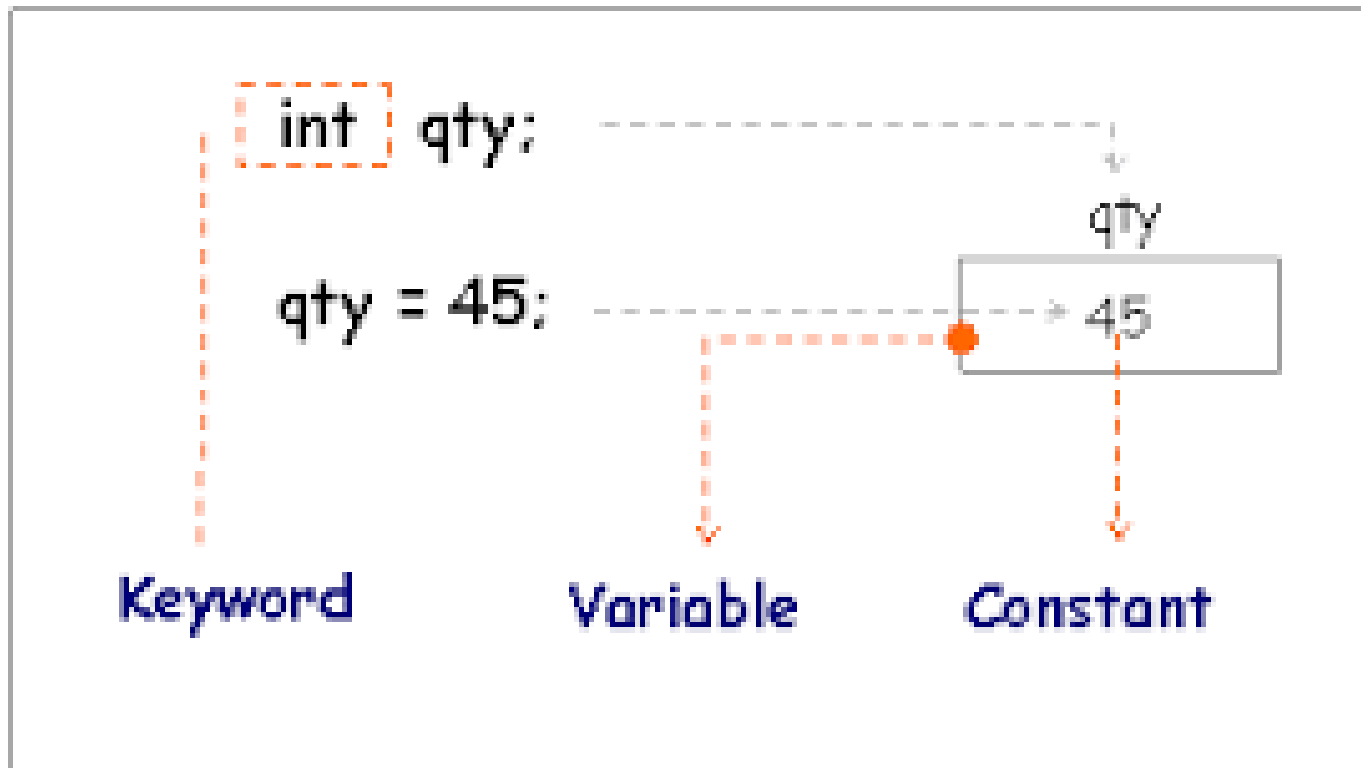 int qty;
qty
qty = 45;
45
Keyword
Variable
Constant